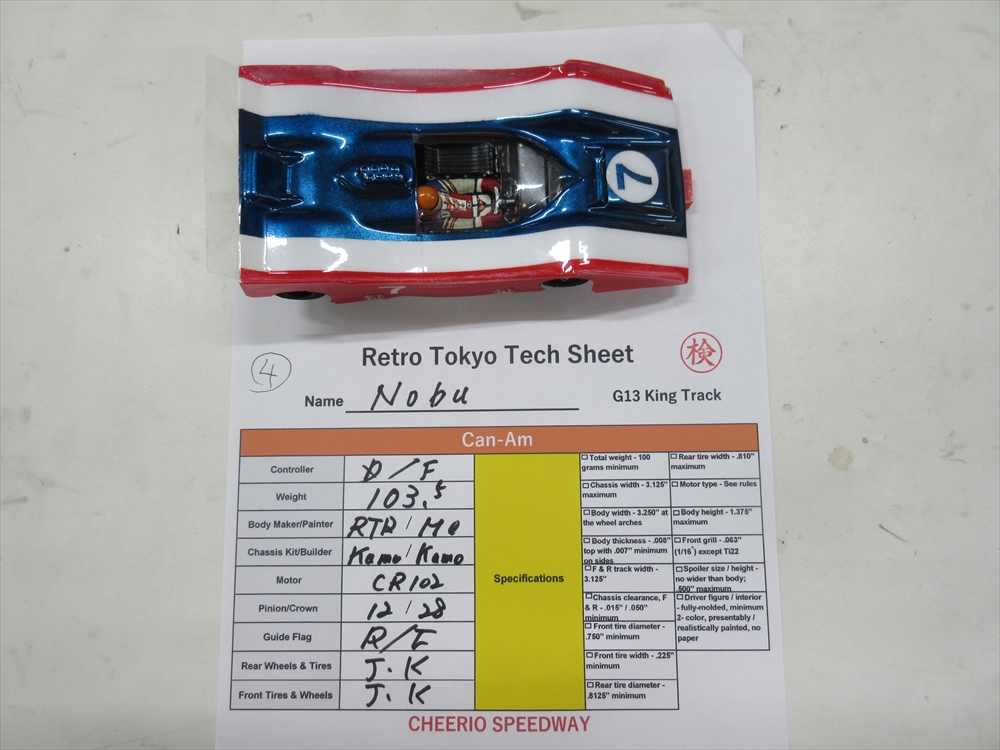 7
7
Retro Tokyo Tech Sheet
検
4
Name Nobu
G13 King Track
Can-Am
Controller D/F
Weight 103.5
Body Maker/Painter RTR/Me
Chassis Kit/Builder Kamo/Kamo
Motor CR102
Pinion/Crown 12/28
Guide Flag R/F
Rear Wheels & Tires J.K
Front Tires & Wheels J.K
Specifications
Total weight - 100
grams minimum
Chassis width - 3.125"
maximum
Body width - 3.250" at
the wheel arches
Body thickness - .008"
top with .007" minimum
on sides
F & R track width -
3.125"
Chassis clearance, F
& R - .015" / .050"
minimum
Front tire diameter -
.750" minimum
Front tire width - .225"
minimum
Rear tire diameter -
.8125" minimum
Rear tire width - .810"
maximum
Motor type - See rules
Body height - 1.375"
maximum
Front grill - .063"
(1/16") except Ti22
Spoiler size / height -
no wider than body;
.500" maximum
Driver figure / interior
- fully-molded, minimum
2- color, presentably /
realistically painted, no
paper
CHEERIO SPEEDWAY